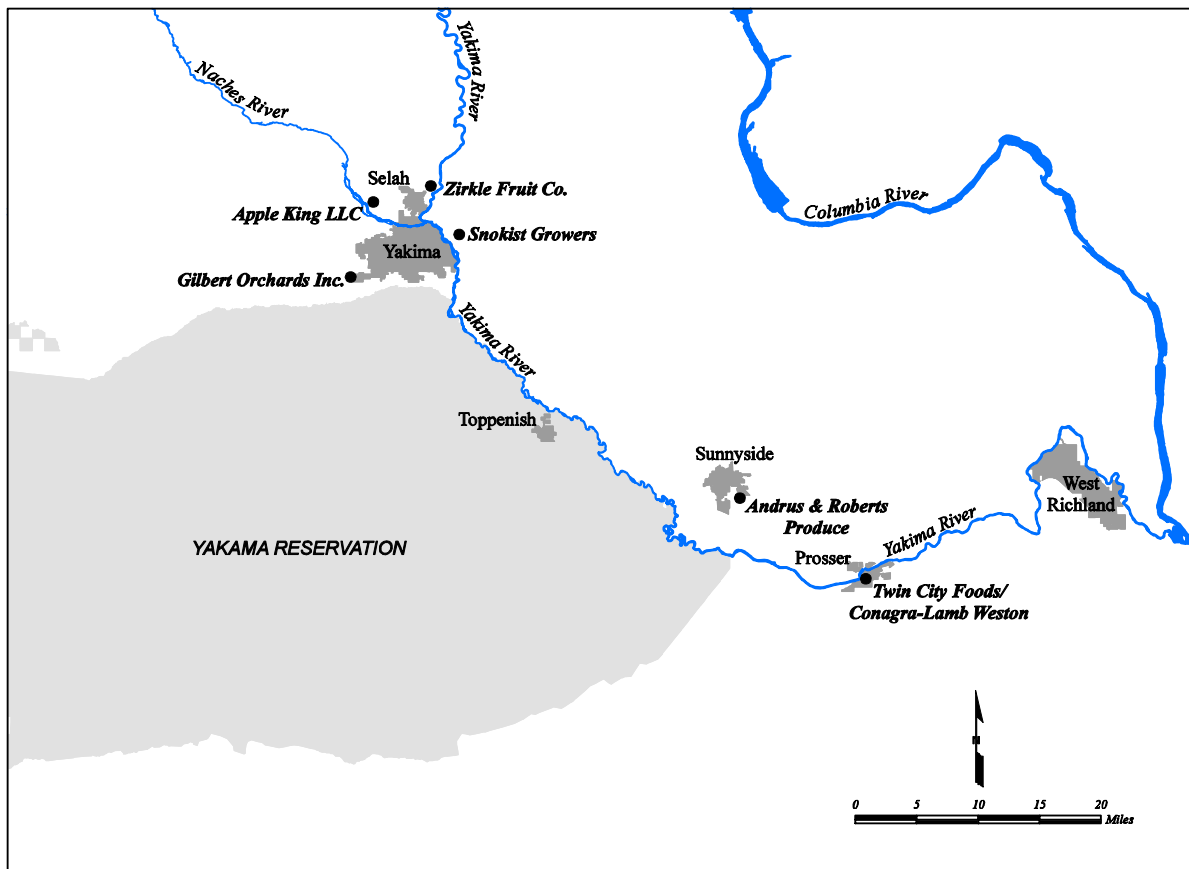 Naches River
Yakima River
Selah
Zirkle Fruit Co.
Apple King LLC
Snokist Growers
Yakima
Gilbert Orchards Inc.
Columbia River
Yakima River
Toppenish
Sunnyside
West
Richland
Andrus & Roberts
Produce
Yakima River
YAKAMA RESERVATION
Prosser
Twin City Foods/
Conagra-Lamb Weston
0 5 10 15 20
Miles